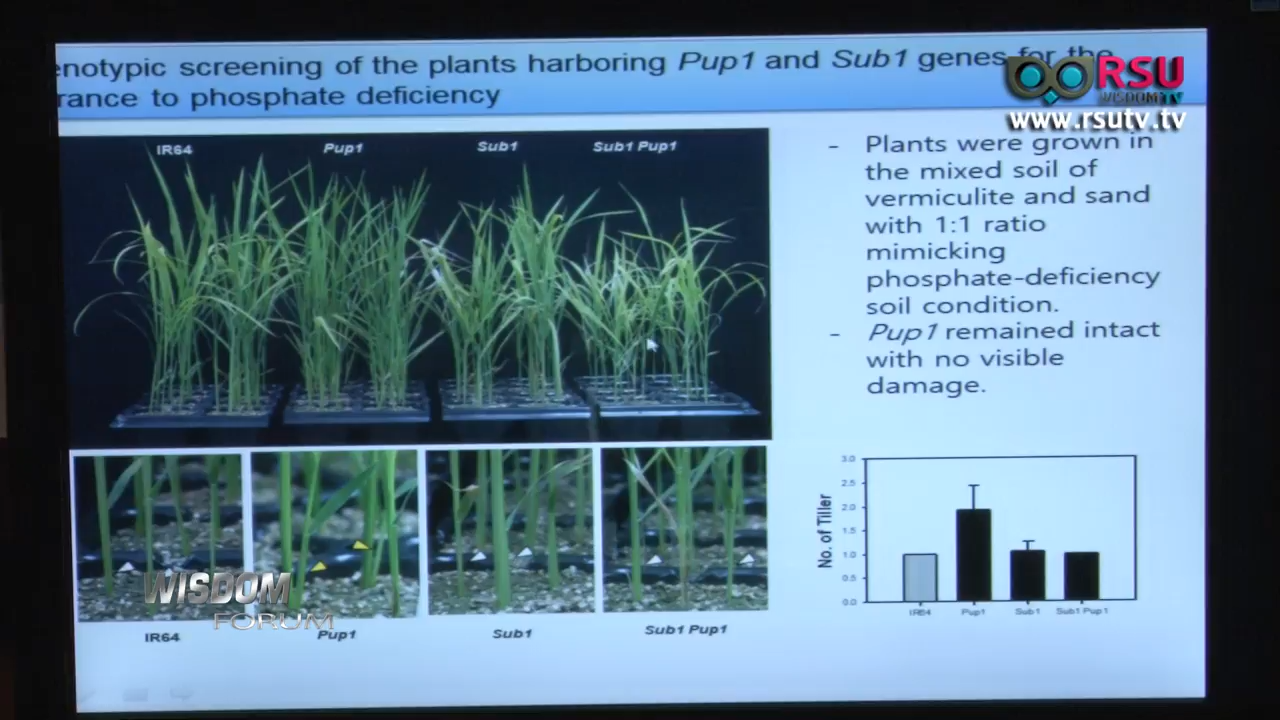 enotypic screening of the plants harboring Pup1 and Sub1 genes for the
rance to phosphate deficiency
RSU
WISDOM TV
www.rsutv.tv
IR64 Pup1 Sub1 Sub1 Pup1
- Plants were grown in
the mixed soil of
vermiculite and sand
with 1:1 ratio
mimicking
phosphate-deficiency
soil condition.
- Pup1 remained intact
with no visible
damage.
WISDOM
FORUM
IR64 Pup1 Sub1 Sub1 Pup1
No. of Tiller
3.0
2.5
2.0
1.5
1.0
0.5
0.0
IR64 Pup1 Sub1 Sub1 Pup1